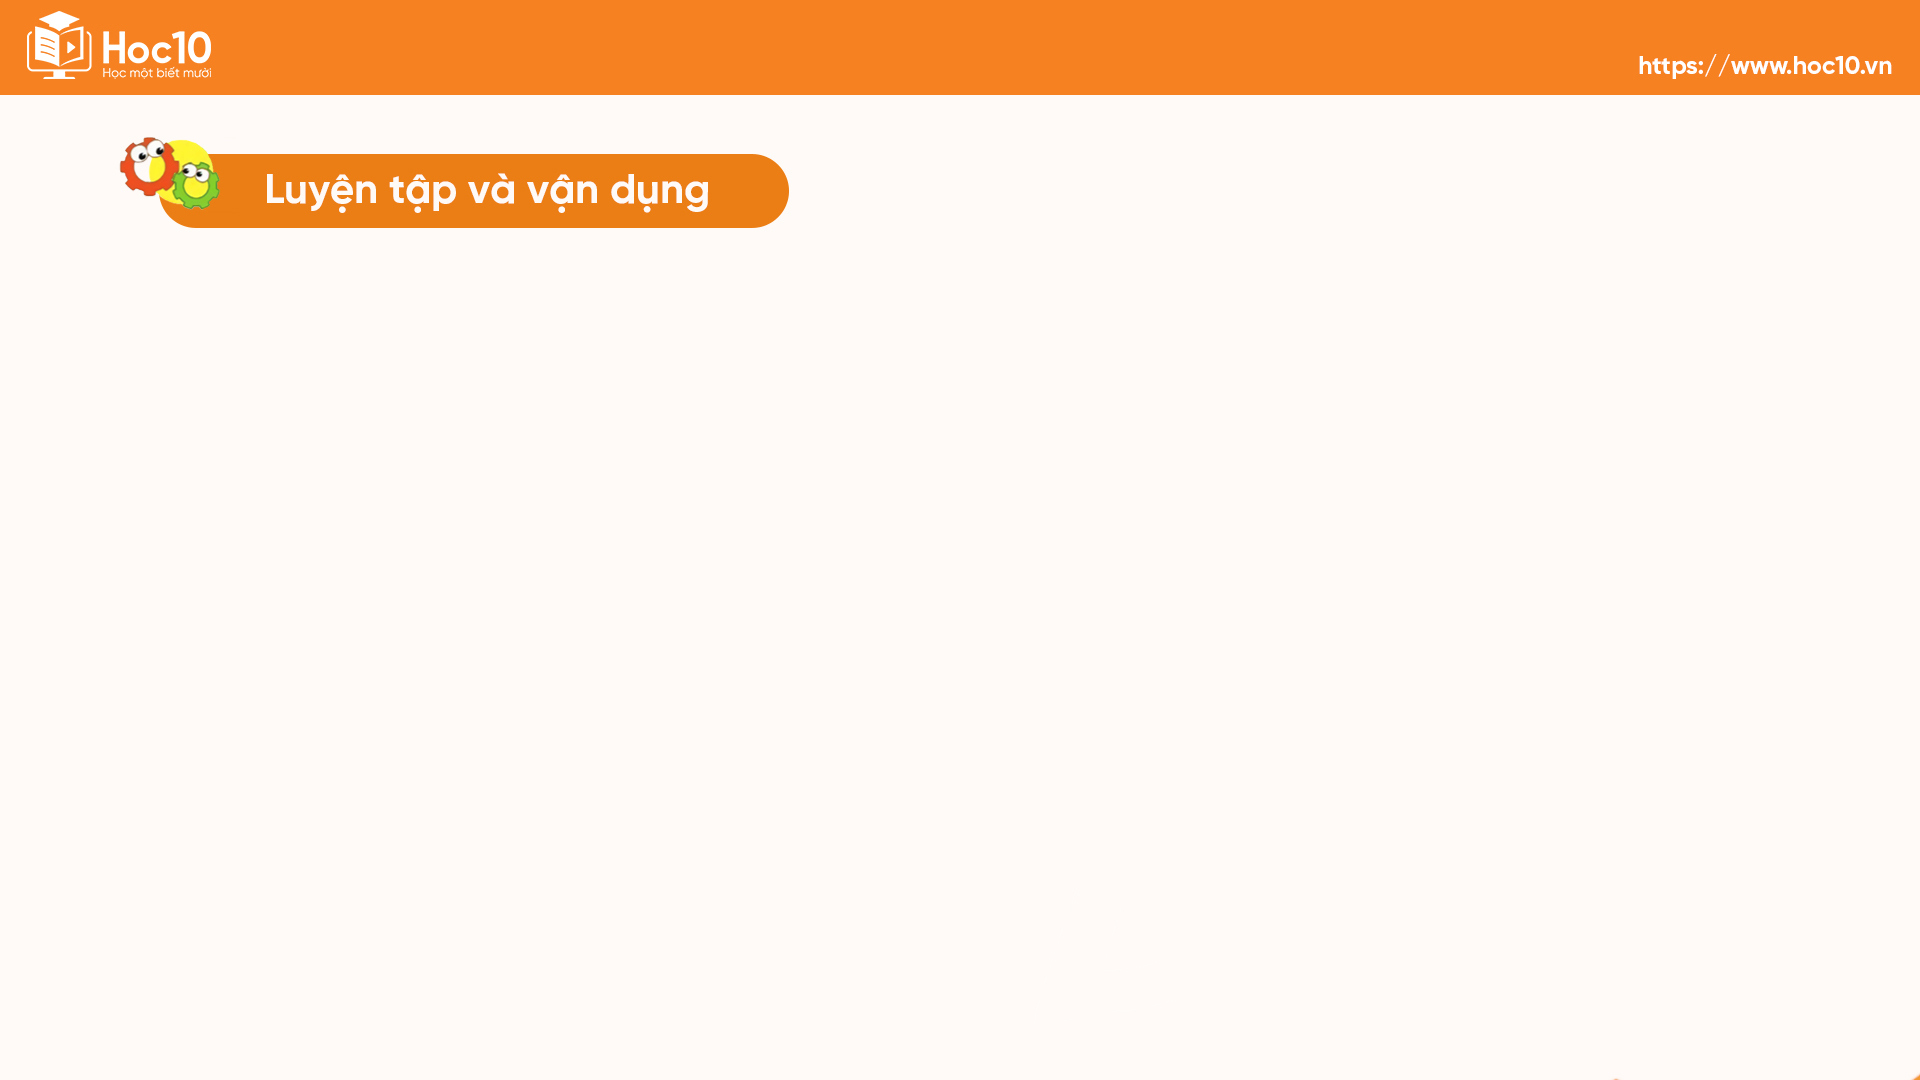 Hoc10
Học một biết mười
https://www.hoc10.vn
Luyện tập và vận dụng